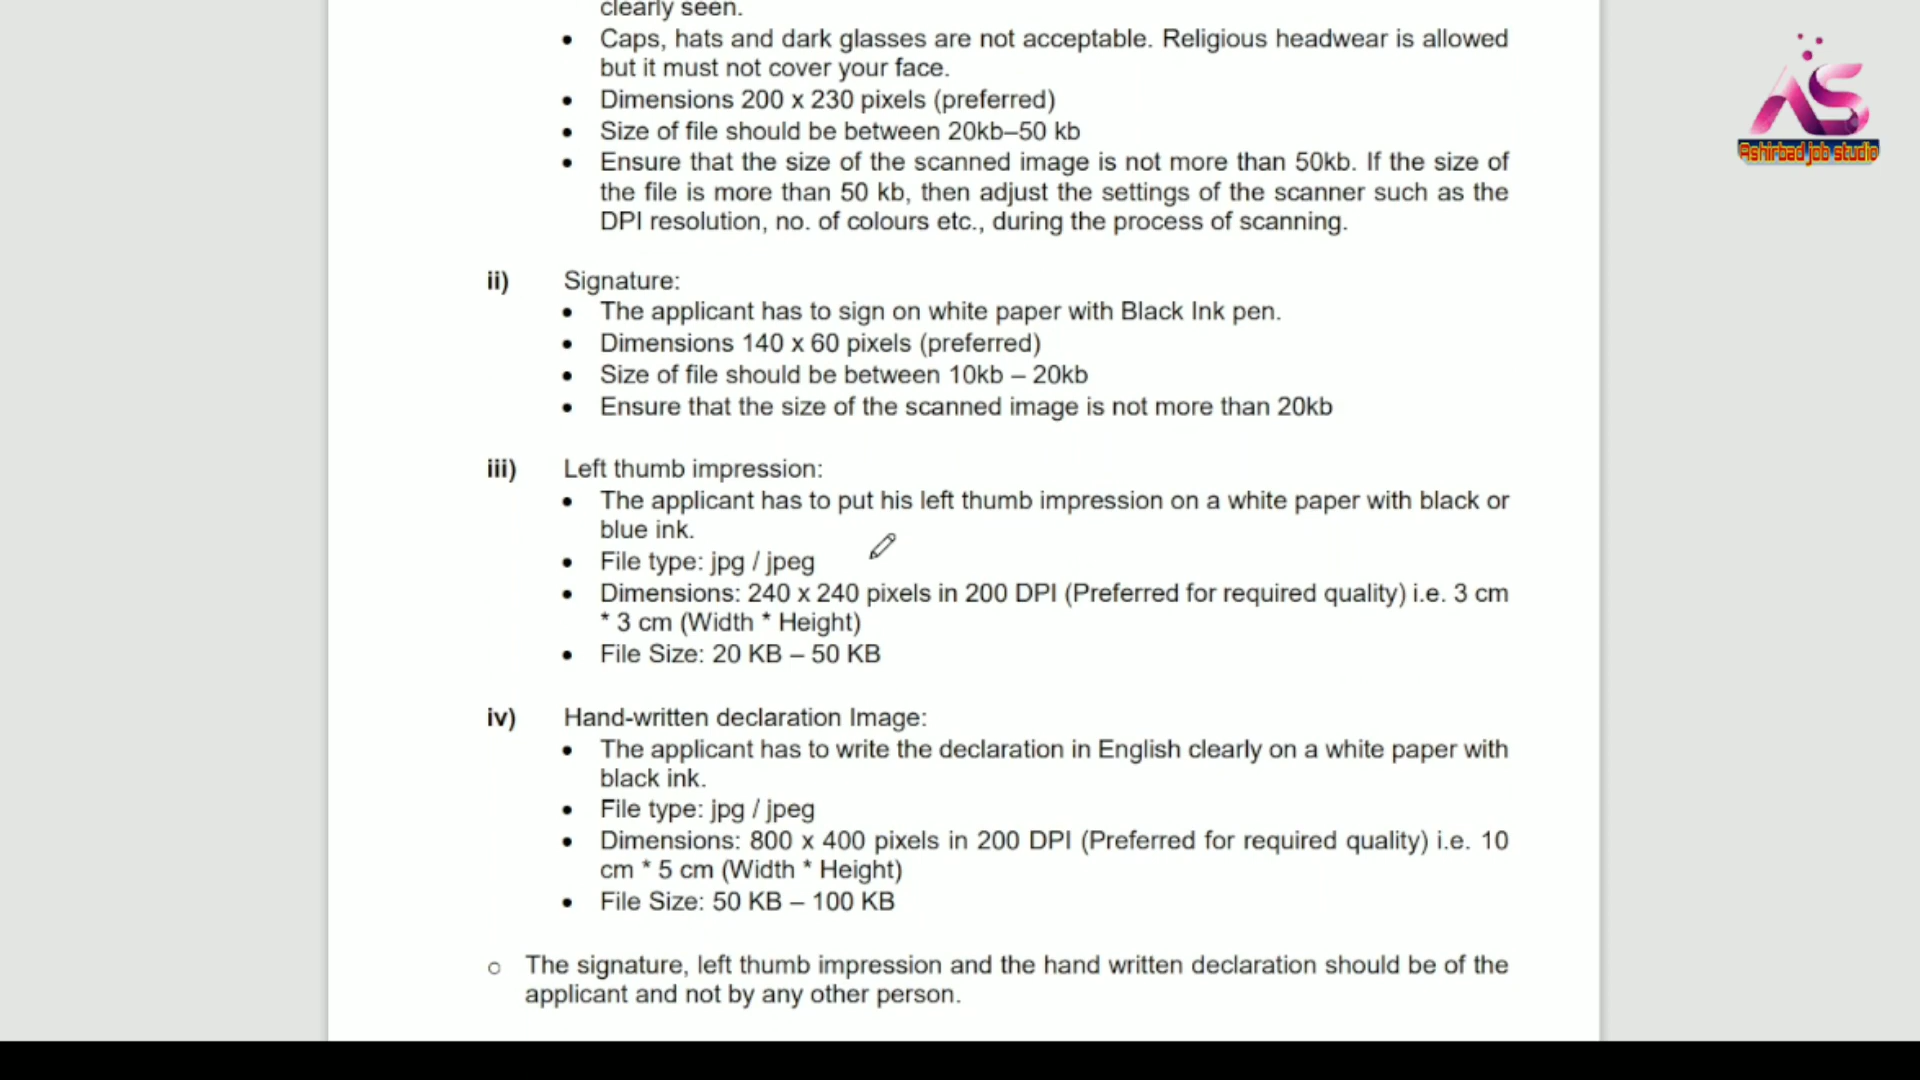 clearly seen.
• Caps, hats and dark glasses are not acceptable. Religious headwear is allowed
but it must not cover your face.
• Dimensions 200 x 230 pixels (preferred)
• Size of file should be between 20kb–50 kb
• Ensure that the size of the scanned image is not more than 50kb. If the size of
the file is more than 50 kb, then adjust the settings of the scanner such as the
DPI resolution, no. of colours etc., during the process of scanning.
ii) Signature:
• The applicant has to sign on white paper with Black Ink pen.
• Dimensions 140 x 60 pixels (preferred)
• Size of file should be between 10kb – 20kb
• Ensure that the size of the scanned image is not more than 20kb
iii) Left thumb impression:
• The applicant has to put his left thumb impression on a white paper with black or
blue ink.
• File type: jpg / jpeg
• Dimensions: 240 x 240 pixels in 200 DPI (Preferred for required quality) i.e. 3 cm
* 3 cm (Width * Height)
• File Size: 20 KB – 50 KB
iv) Hand-written declaration Image:
• The applicant has to write the declaration in English clearly on a white paper with
black ink.
• File type: jpg / jpeg
• Dimensions: 800 x 400 pixels in 200 DPI (Preferred for required quality) i.e. 10
cm * 5 cm (Width * Height)
• File Size: 50 KB – 100 KB
○ The signature, left thumb impression and the hand written declaration should be of the
applicant and not by any other person.
AS
Ashirbad job studio